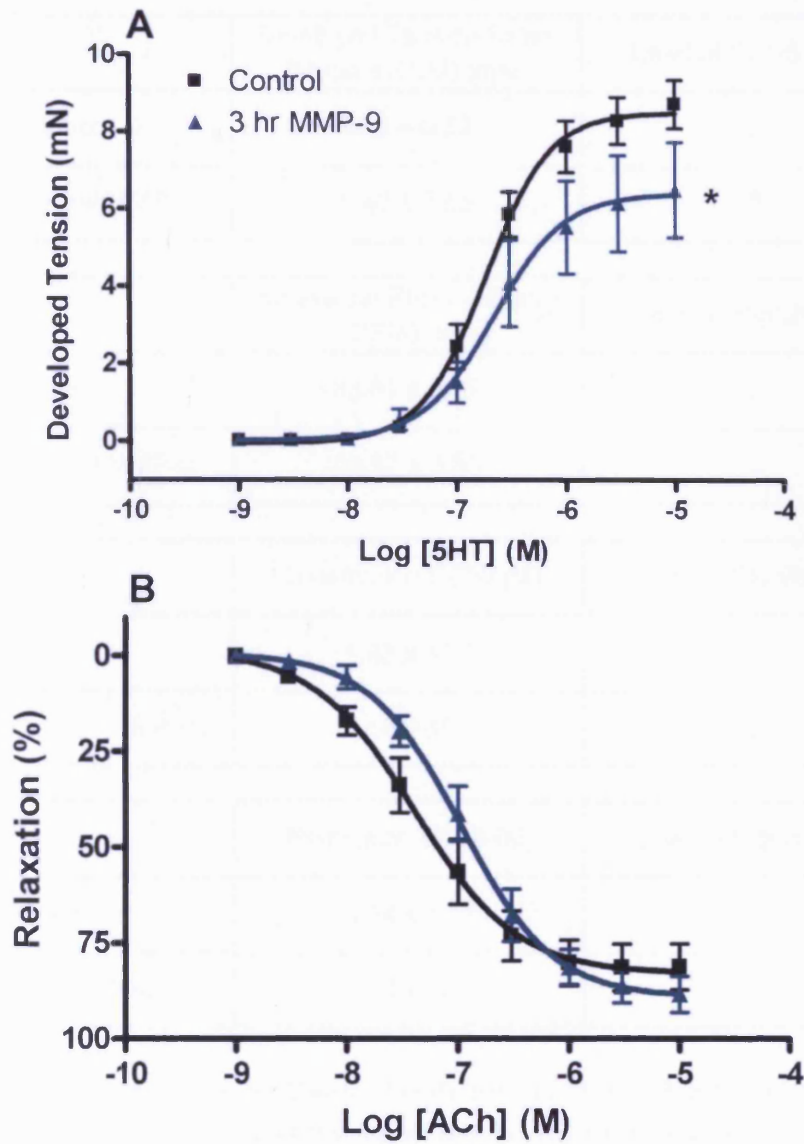 A
Developed Tension (mN)
10
8
6
4
2
0
Control
3 hr MMP-9
*
-10 -9 -8 -7 -6 -5 -4
Log [5HT] (M)
B
Relaxation (%)
0
25
50
75
100
-10 -9 -8 -7 -6 -5 -4
Log [ACh] (M)